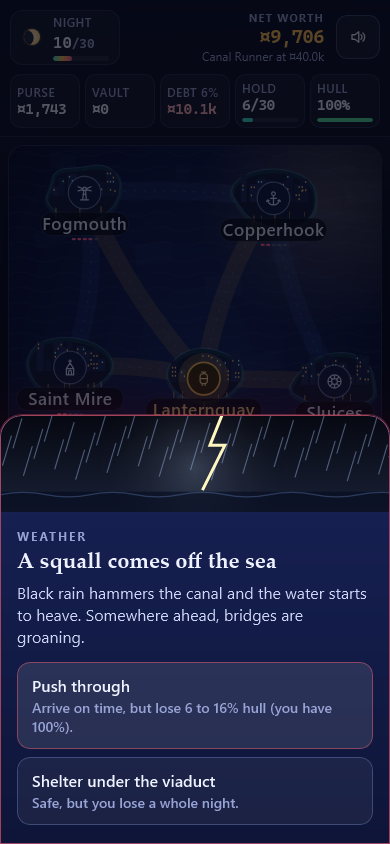 NIGHT
10/30
NET WORTH
¤9,706
Canal Runner at ¤40.0k
PURSE
¤1,743
VAULT
¤0
DEBT 6%
¤10.1k
HOLD
6/30
HULL
100%
Fogmouth
Copperhook
Saint Mire
Lanternquay
Sluices
WEATHER
A squall comes off the sea
Black rain hammers the canal and the water starts
to heave. Somewhere ahead, bridges are
groaning.
Push through
Arrive on time, but lose 6 to 16% hull (you have
100%).
Shelter under the viaduct
Safe, but you lose a whole night.